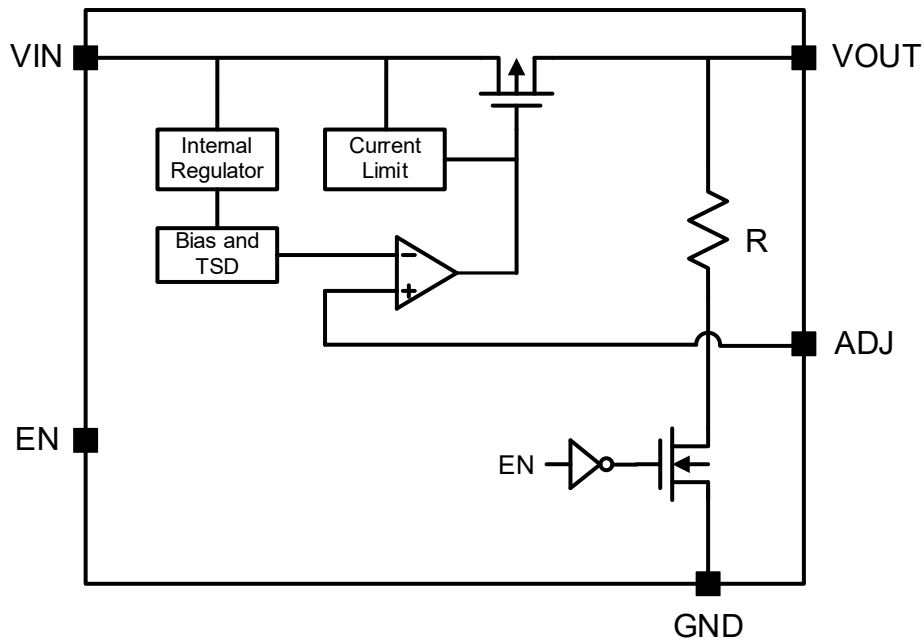 VIN
VOUT
Internal
Regulator
Current
Limit
Bias and
TSD
−
+
R
ADJ
EN
EN
GND